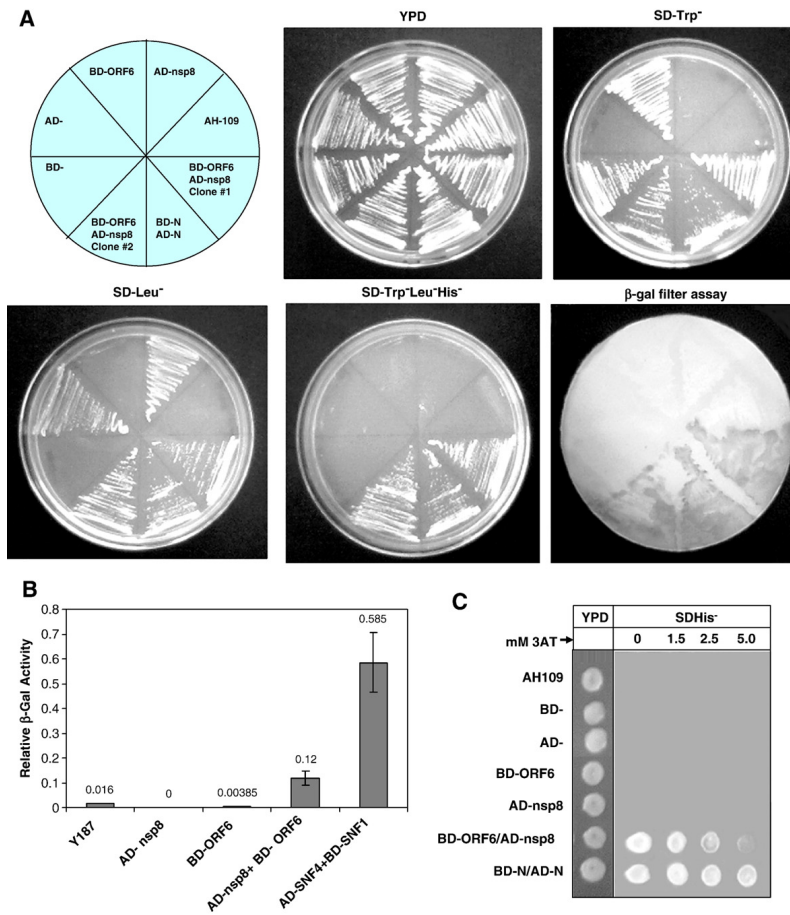 A
YPD
SD-Trp⁻
BD-ORF6
AD-nsp8
AD-
AH-109
BD-
BD-ORF6
AD-nsp8
Clone #1
BD-ORF6
AD-nsp8
Clone #2
BD-N
AD-N
SD-Leu⁻
SD-Trp⁻Leu⁻His⁻
β-gal filter assay
B
Relative β-Gal Activity
0.8
0.7
0.6
0.5
0.4
0.3
0.2
0.1
0
0.016
0
0.00385
0.12
0.585
Y187
AD- nsp8
BD-ORF6
AD-nsp8+ BD- ORF6
AD-SNF4+BD-SNF1
C
YPD
SDHis⁻
mM 3AT
0 1.5 2.5 5.0
AH109
BD-
AD-
BD-ORF6
AD-nsp8
BD-ORF6/AD-nsp8
BD-N/AD-N